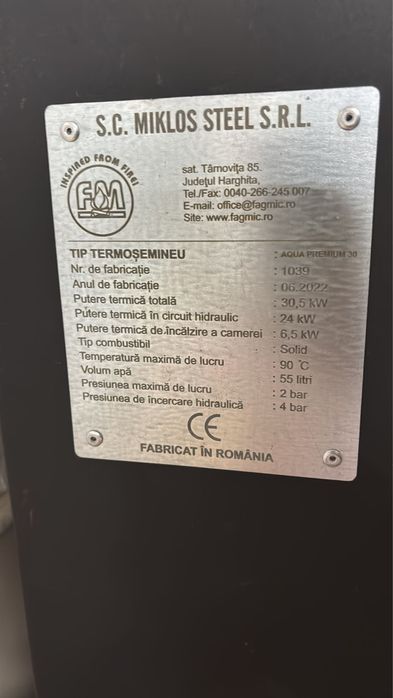 S.C. MIKLOS STEEL S.R.L.
INSPIRED FROM FIRE!
FM
sat. Târnovița 85.
Județul Harghita,
Tel./Fax: 0040-266-245 007
E-mail: office@fagmic.ro
Site: www.fagmic.ro
TIP TERMOȘEMINEU : AQUA PREMIUM 30
Nr. de fabricație : 1039
Anul de fabricație : 06.2022
Putere termică totală : 30,5 kW
Putere termică în circuit hidraulic : 24 kW
Putere termică de încălzire a camerei : 6,5 kW
Tip combustibil : Solid
Temperatură maximă de lucru : 90 °C
Volum apă : 55 litri
Presiunea maximă de lucru : 2 bar
Presiunea de încercare hidraulică : 4 bar
CE
FABRICAT ÎN ROMÂNIA